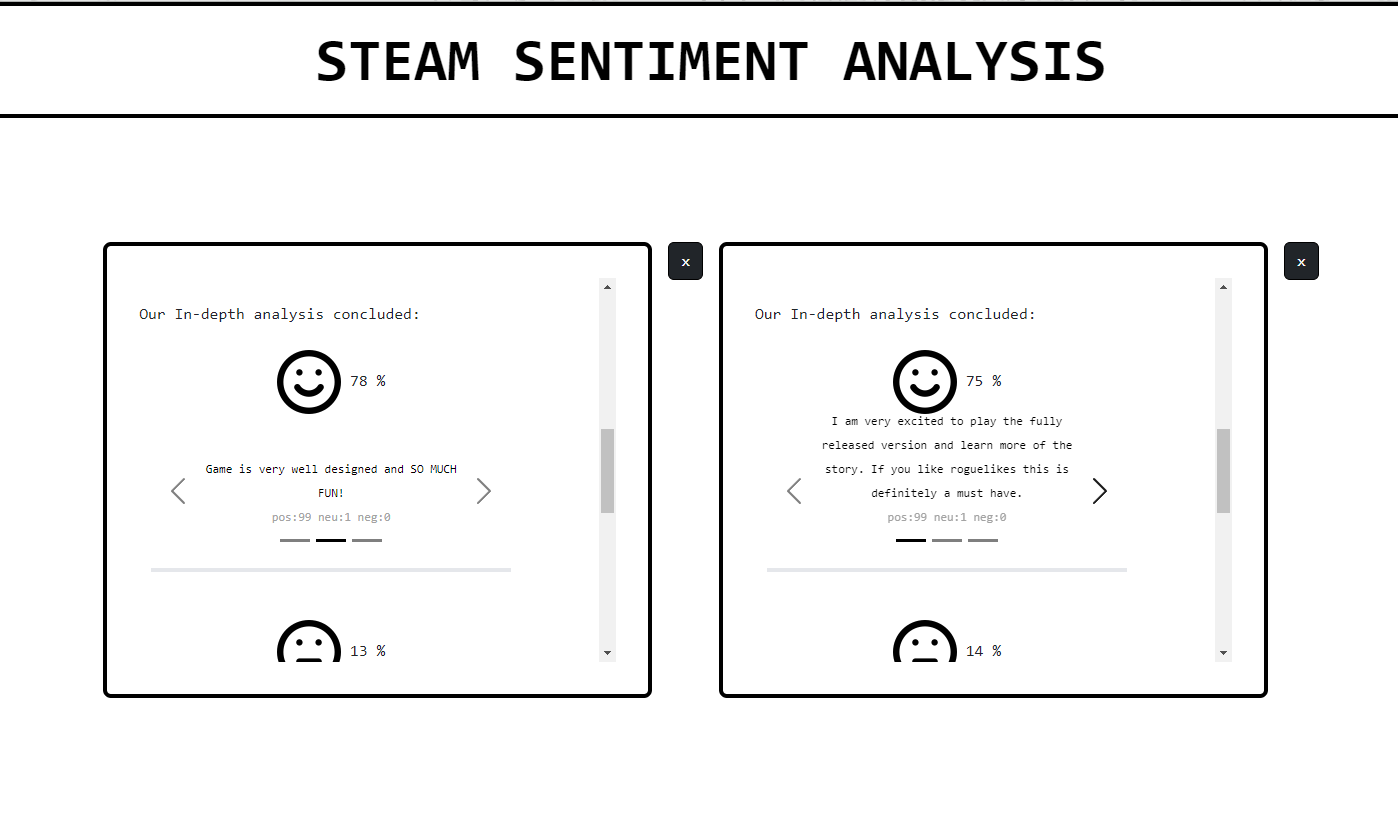 STEAM SENTIMENT ANALYSIS
x
x
Our In-depth analysis concluded:
78 %
Game is very well designed and SO MUCH
FUN!
pos:99 neu:1 neg:0
13 %
Our In-depth analysis concluded:
75 %
I am very excited to play the fully
released version and learn more of the
story. If you like roguelikes this is
definitely a must have.
pos:99 neu:1 neg:0
14 %